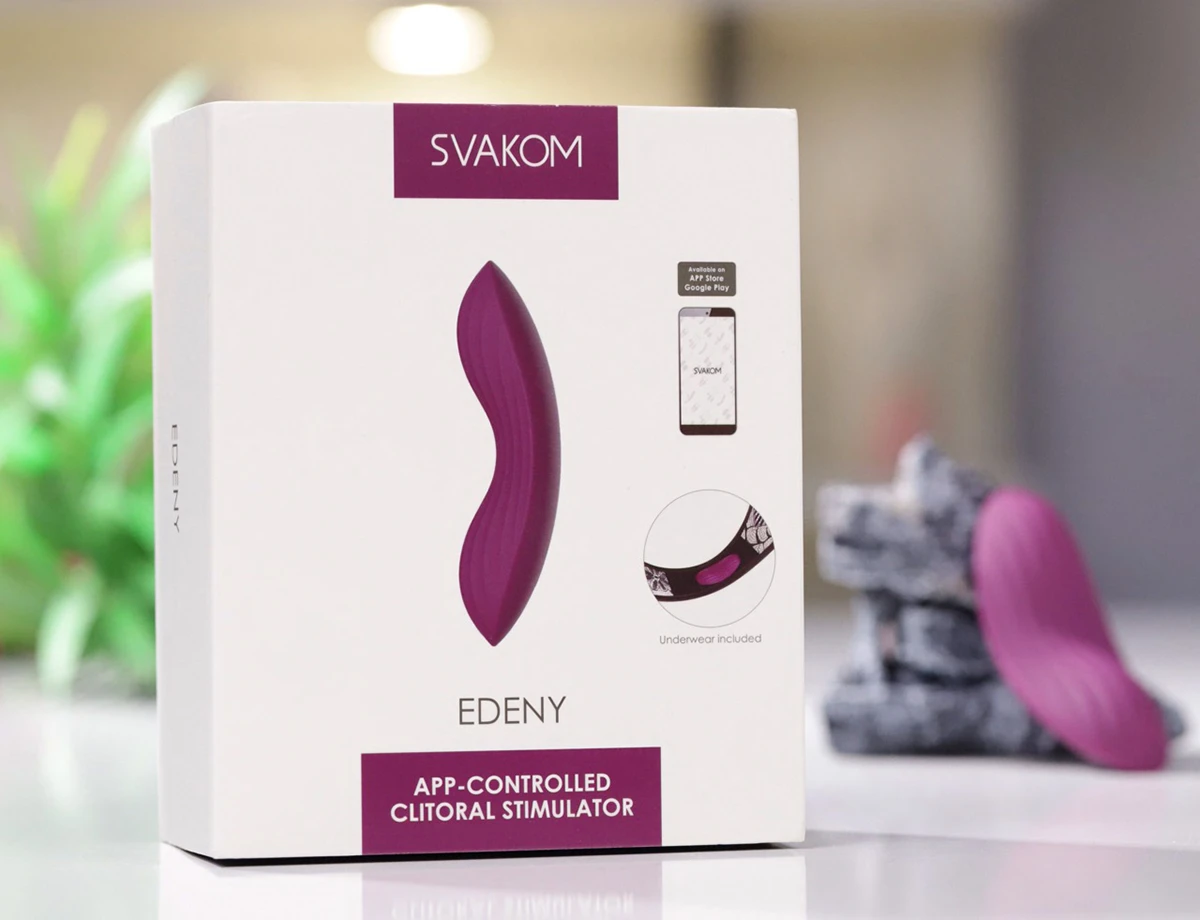 SVAKOM
Available on
APP Store
Google Play
SVAKOM
Underwear included
EDENY
EDENY
APP-CONTROLLED
CLITORAL STIMULATOR